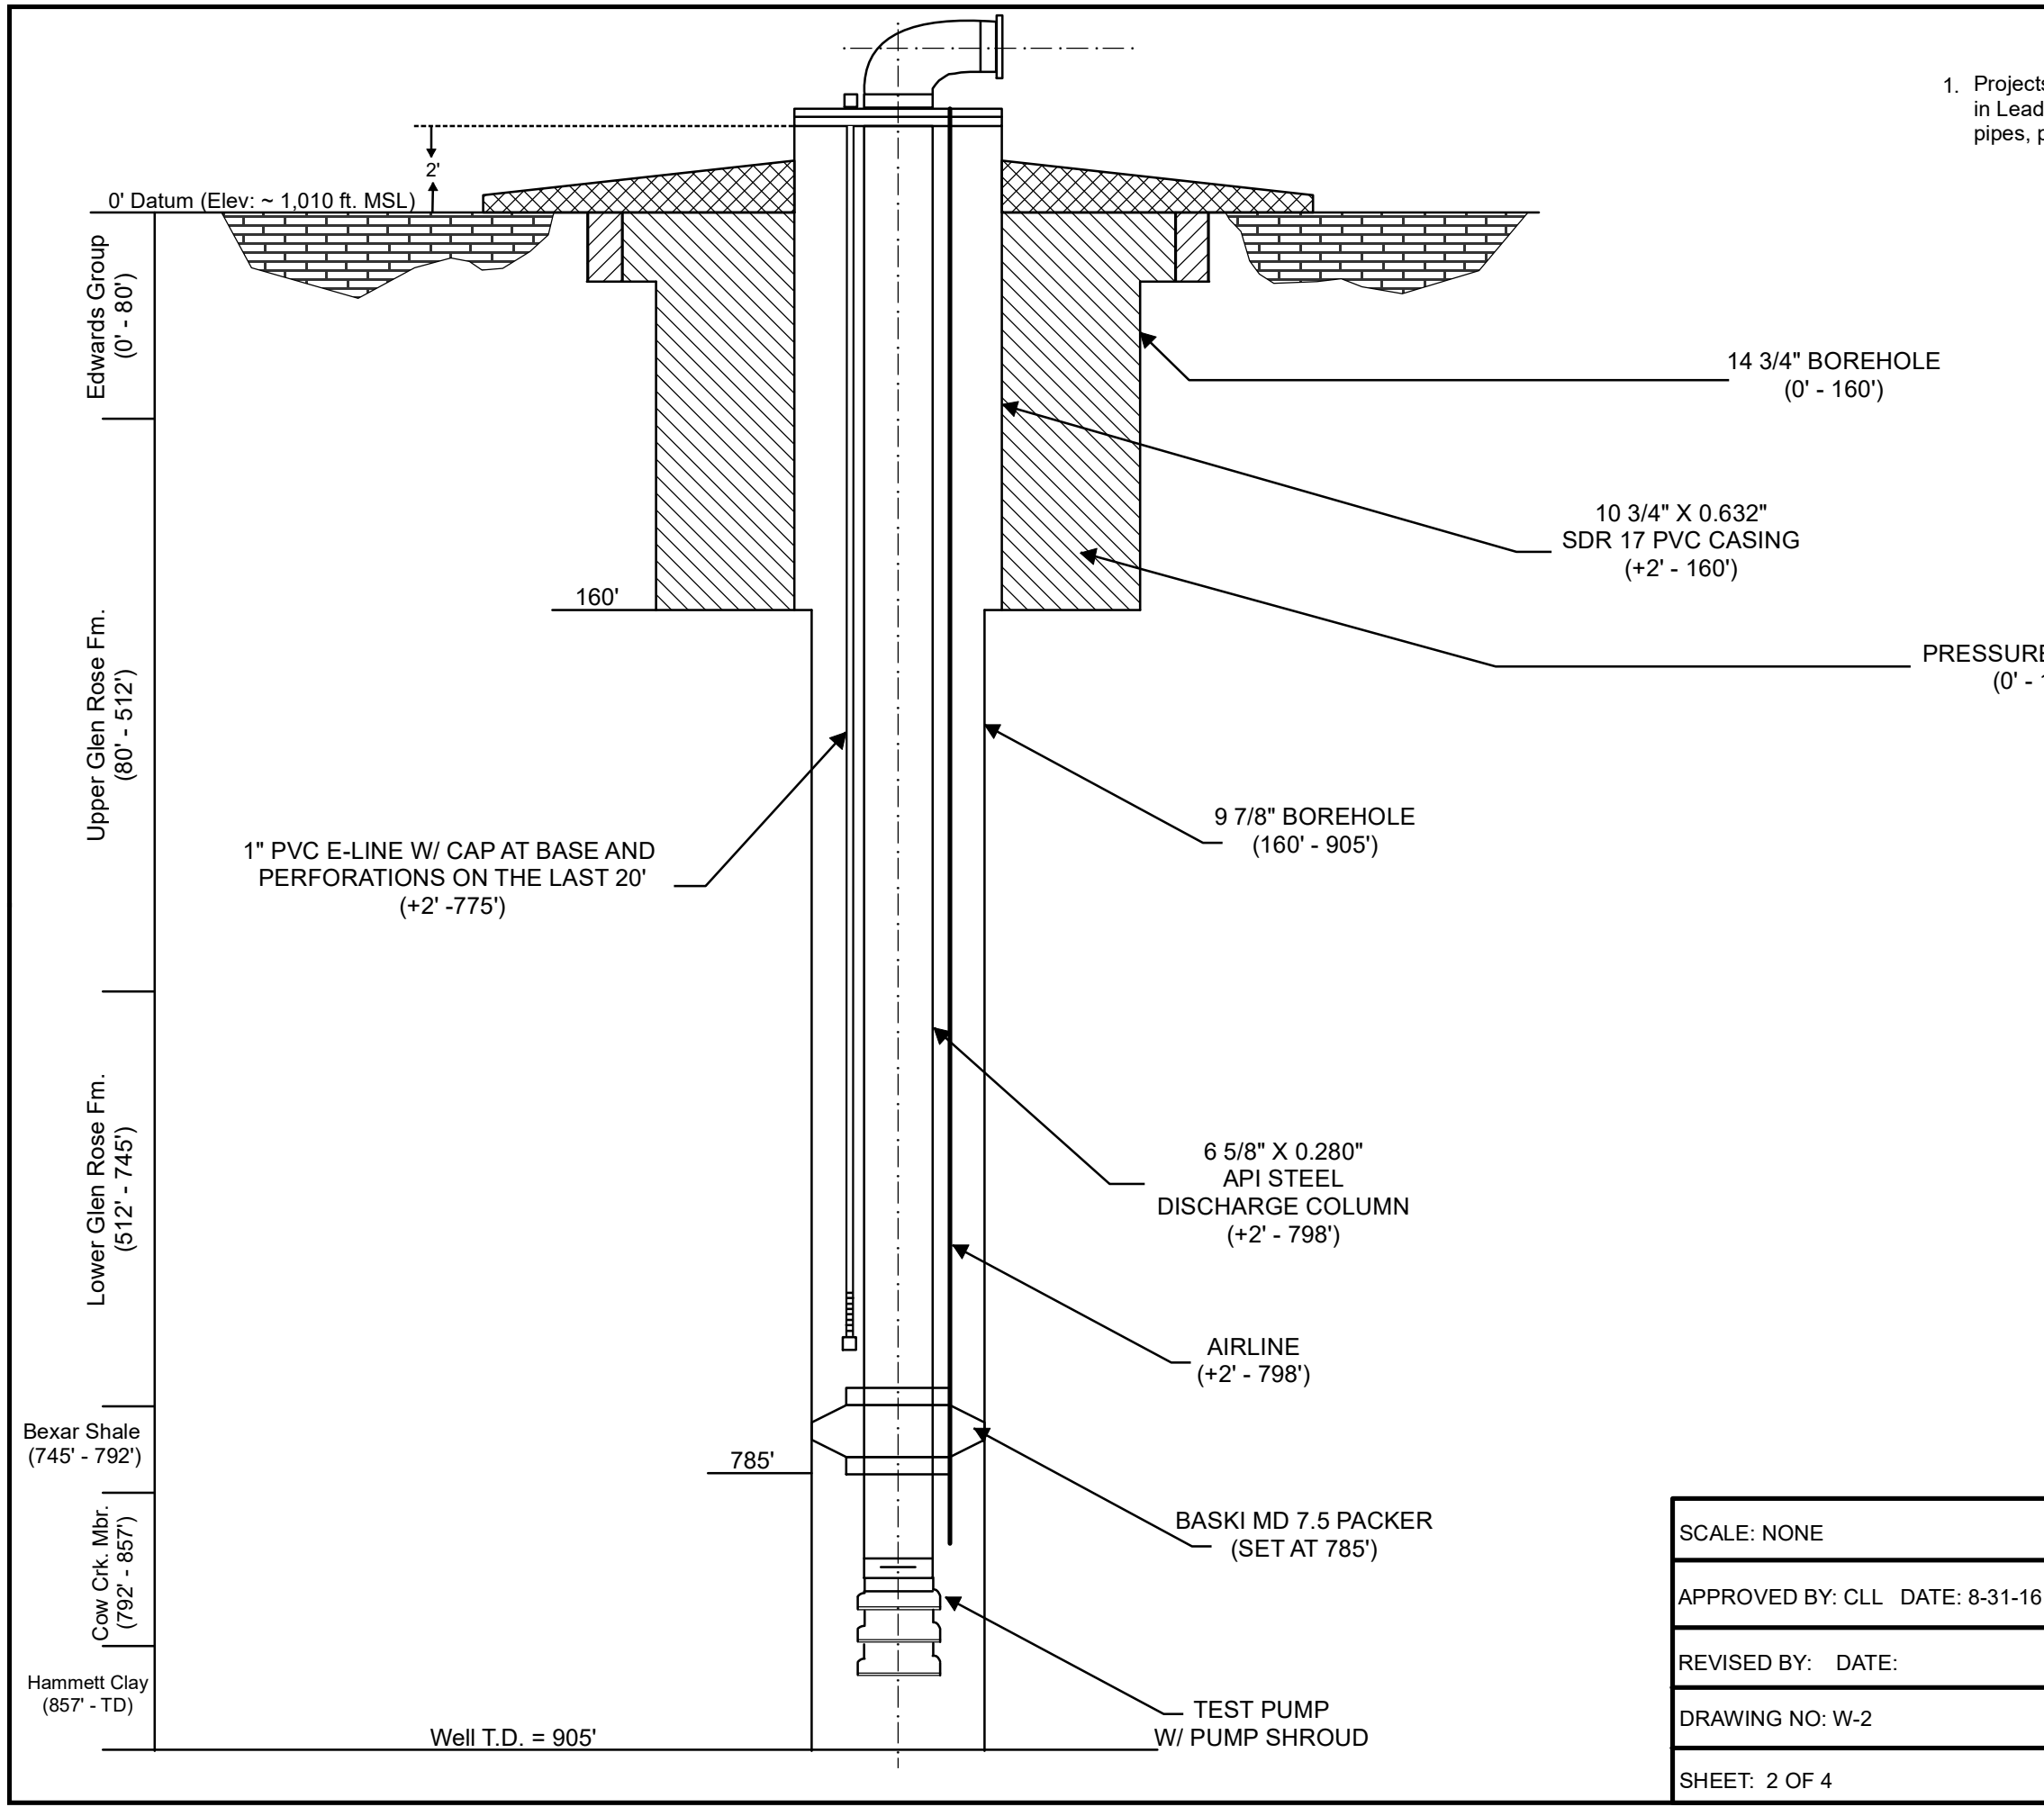 1. Projects
in Lead
pipes, p
2'
0' Datum (Elev: ~ 1,010 ft. MSL)
Edwards Group
(0' - 80')
14 3/4" BOREHOLE
(0' - 160')
10 3/4" X 0.632"
SDR 17 PVC CASING
(+2' - 160')
160'
PRESSURE
(0' - 1
Upper Glen Rose Fm.
(80' - 512')
9 7/8" BOREHOLE
(160' - 905')
1" PVC E-LINE W/ CAP AT BASE AND
PERFORATIONS ON THE LAST 20'
(+2' -775')
Lower Glen Rose Fm.
(512' - 745')
6 5/8" X 0.280"
API STEEL
DISCHARGE COLUMN
(+2' - 798')
AIRLINE
(+2' - 798')
Bexar Shale
(745' - 792')
785'
BASKI MD 7.5 PACKER
(SET AT 785')
Cow Crk. Mbr.
(792' - 857')
Hammett Clay
(857' - TD)
TEST PUMP
W/ PUMP SHROUD
Well T.D. = 905'
SCALE: NONE
APPROVED BY: CLL DATE: 8-31-16
REVISED BY: DATE:
DRAWING NO: W-2
SHEET: 2 OF 4